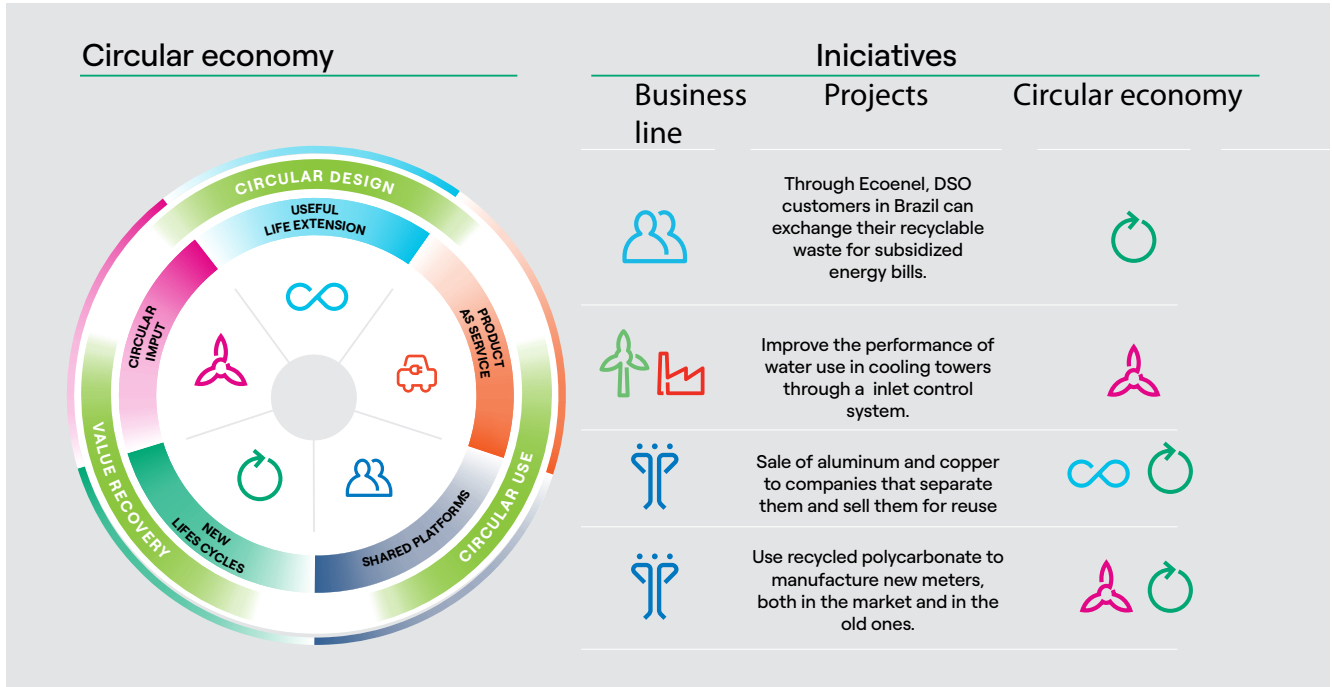 Circular economy
CIRCULAR DESIGN
USEFUL
LIFE EXTENSION
PRODUCT
AS SERVICE
CIRCULAR USE
SHARED PLATFORMS
NEW
LIFES CYCLES
VALUE RECOVERY
CIRCULAR
IMPUT
Iniciatives
Business
line
Projects
Circular economy
Through Ecoenel, DSO
customers in Brazil can
exchange their recyclable
waste for subsidized
energy bills.
Improve the performance of
water use in cooling towers
through a inlet control
system.
Sale of aluminum and copper
to companies that separate
them and sell them for reuse
Use recycled polycarbonate to
manufacture new meters,
both in the market and in the
old ones.